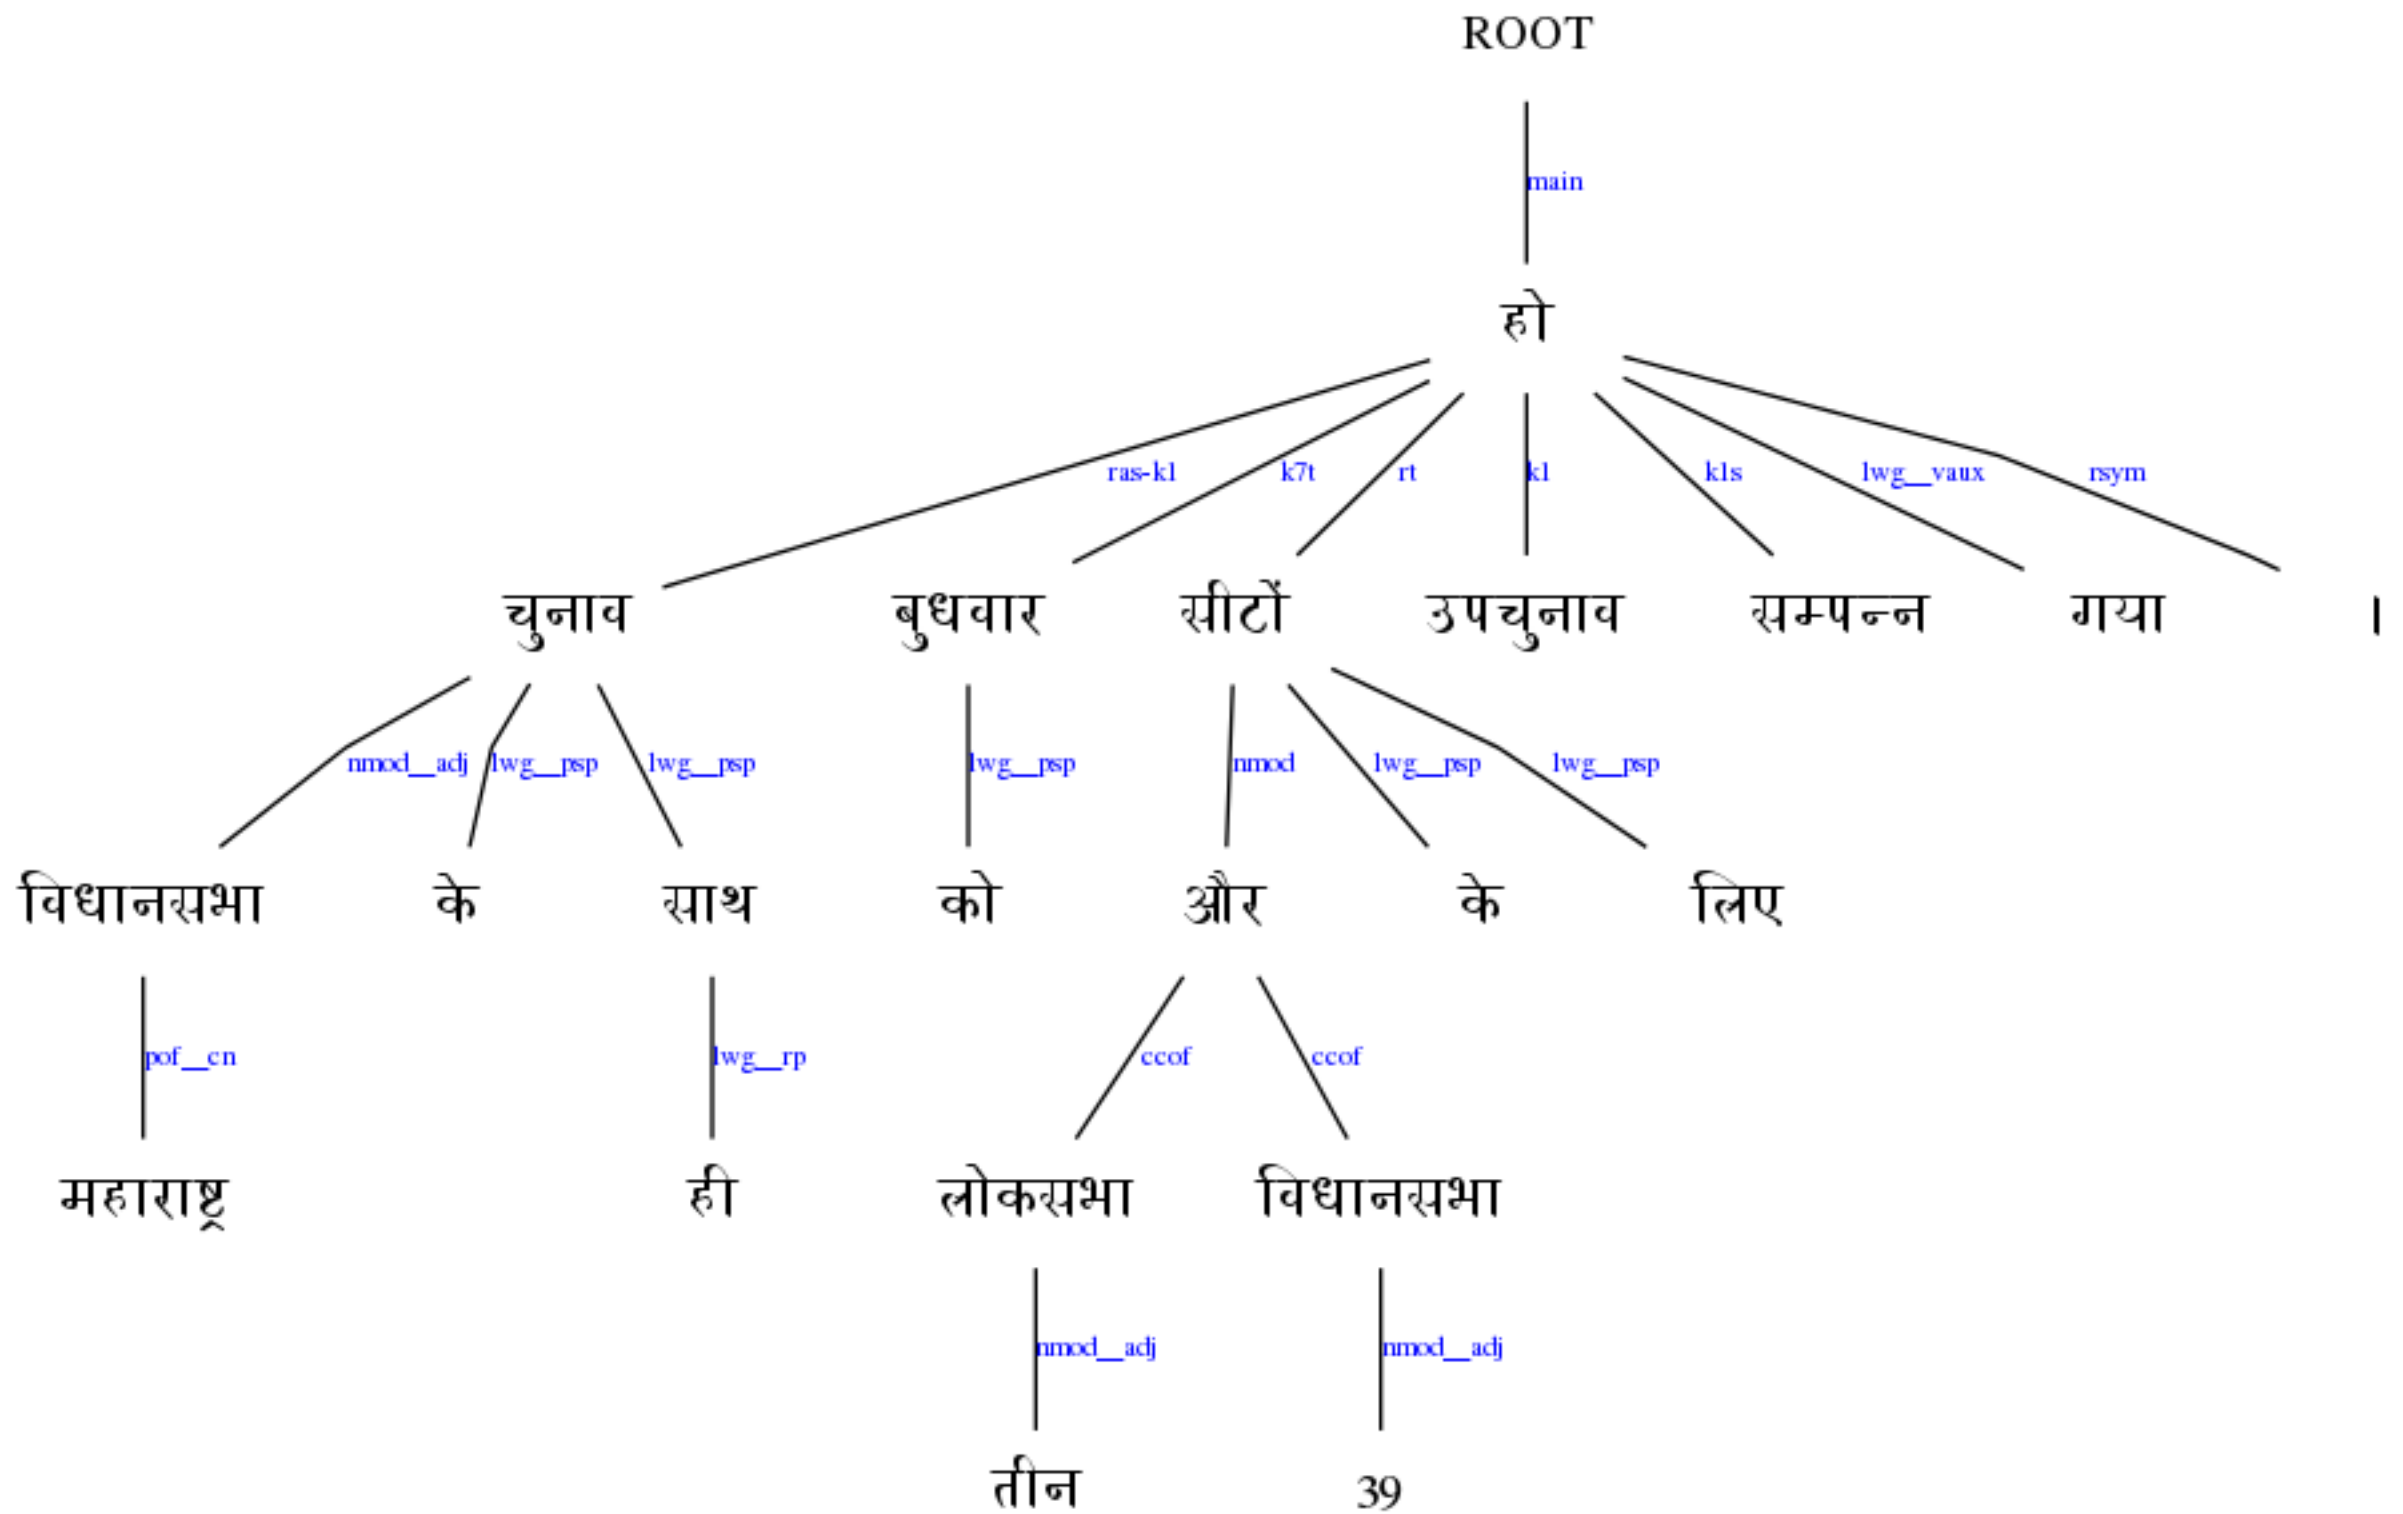 ROOT
main
हो
ras-k1 k7t rt k1 k1s lwg__vaux rsym
चुनाव बुधवार सीटों उपचुनाव सम्पन्न गया ।
nmod__adj lwg__psp lwg__psp lwg__psp nmod lwg__psp lwg__psp
विधानसभा के साथ को और के लिए
pof__cn lwg__rp ccof ccof
महाराष्ट्र ही लोकसभा विधानसभा
nmod__adj nmod__adj
तीन 39